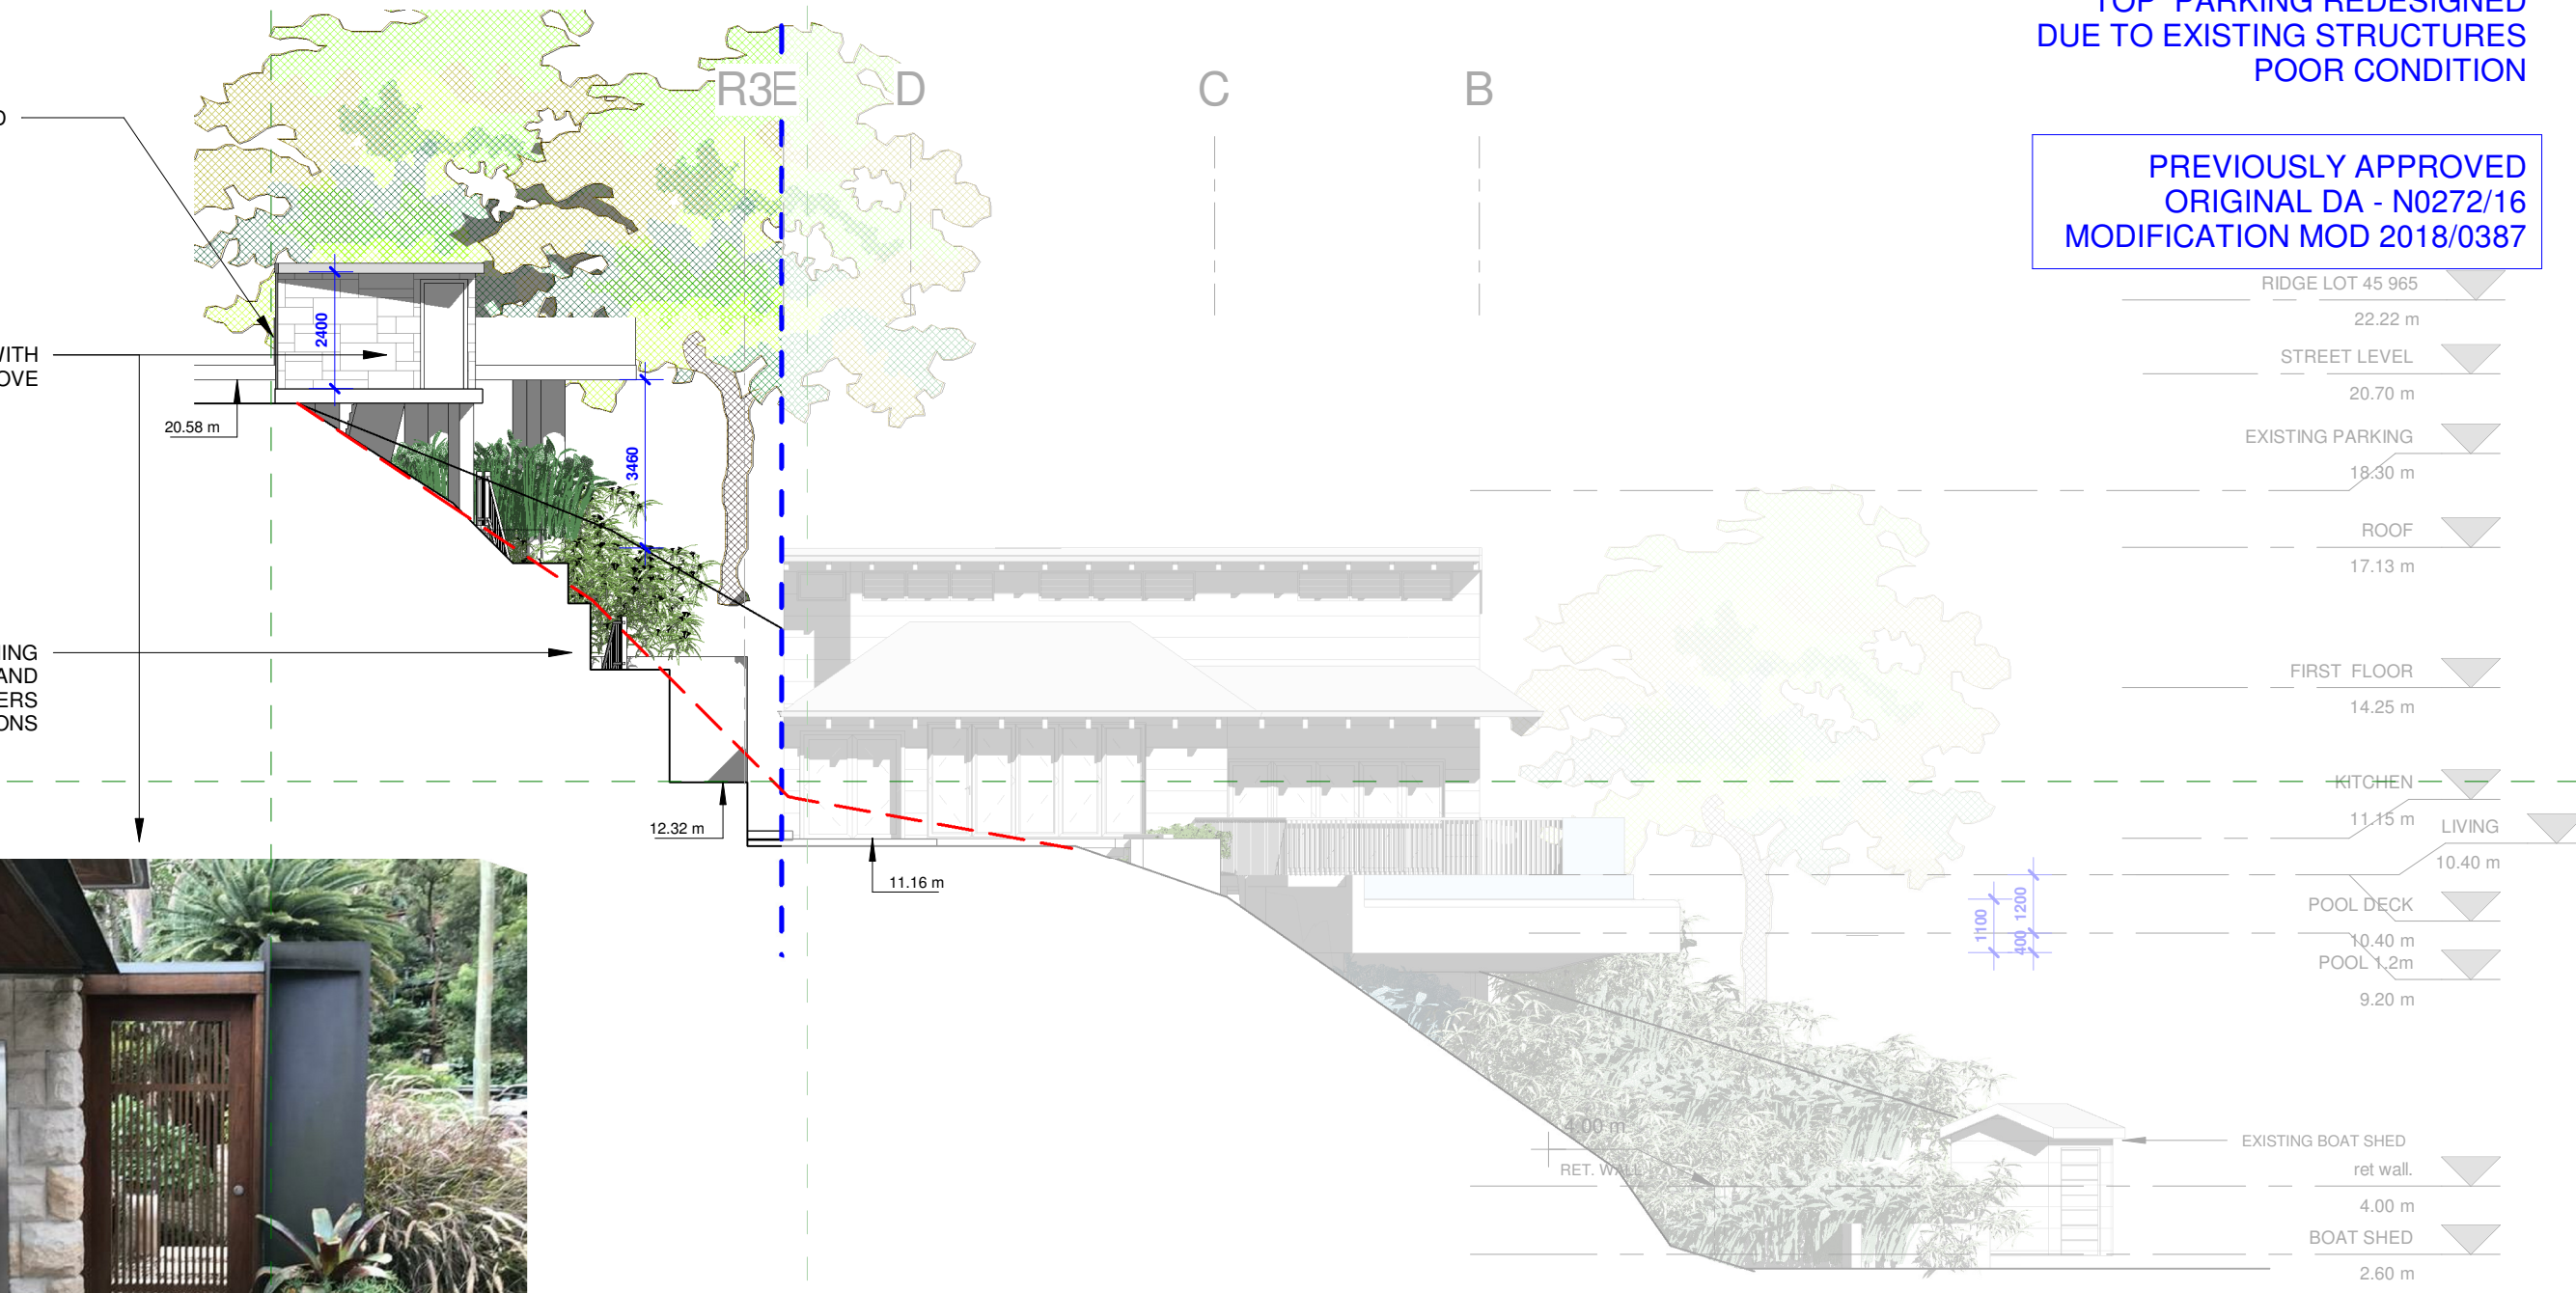 TOP PARKING REDESIGNED
DUE TO EXISTING STRUCTURES
POOR CONDITION
PREVIOUSLY APPROVED
ORIGINAL DA - N0272/16
MODIFICATION MOD 2018/0387
R3E
D
C
B
D
WITH
OVE
20.58 m
2400
3460
ING
AND
ERS
ONS
12.32 m
11.16 m
RIDGE LOT 45 965
22.22 m
STREET LEVEL
20.70 m
EXISTING PARKING
18.30 m
ROOF
17.13 m
FIRST FLOOR
14.25 m
KITCHEN
11.15 m
LIVING
10.40 m
POOL DECK
10.40 m
POOL 1.2m
9.20 m
1100
1200
400
4.00 m
RET. WALL
EXISTING BOAT SHED
ret wall.
4.00 m
BOAT SHED
2.60 m